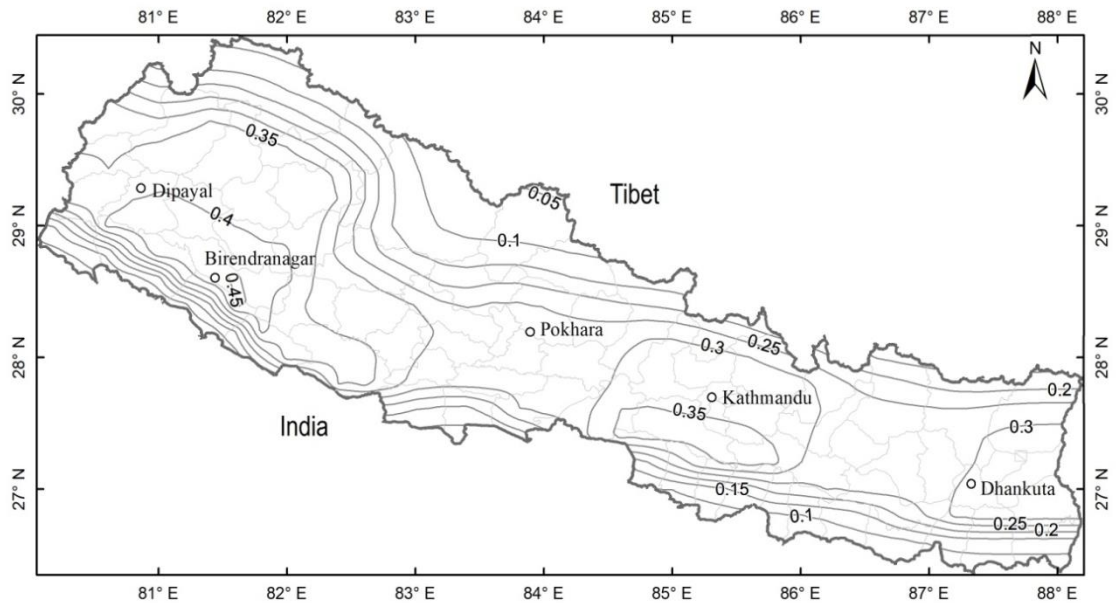 81° E 82° E 83° E 84° E 85° E 86° E 87° E 88° E
N
30° N 30° N
0.35
Dipayal
0.05
Tibet
0.4
29° N 0.1 29° N
Birendranagar
0.45
Pokhara
0.25
28° N 0.3 28° N
0.2
Kathmandu
0.35
India
0.3
27° N 0.15 Dhankuta 27° N
0.1
0.25
0.2
81° E 82° E 83° E 84° E 85° E 86° E 87° E 88° E